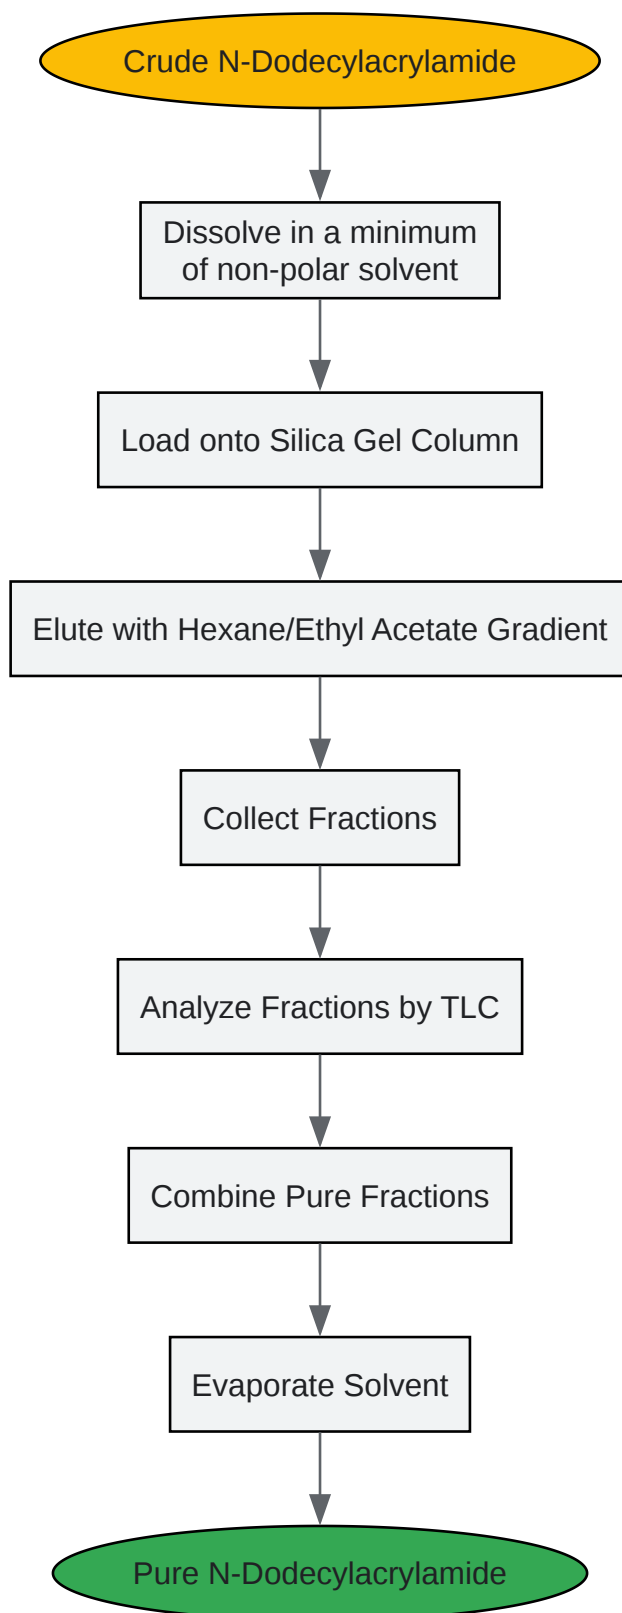 Crude N-Dodecylacrylamide
Dissolve in a minimum
of non-polar solvent
Load onto Silica Gel Column
Elute with Hexane/Ethyl Acetate Gradient
Collect Fractions
Analyze Fractions by TLC
Combine Pure Fractions
Evaporate Solvent
Pure N-Dodecylacrylamide